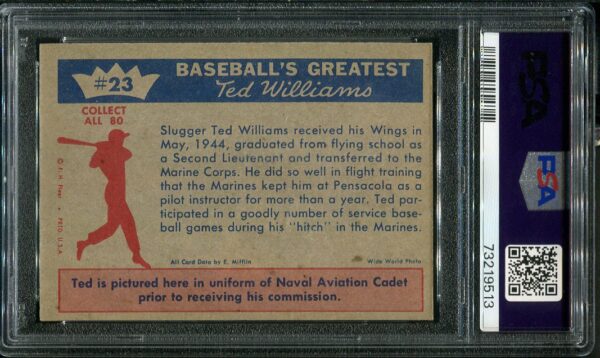 #23
BASEBALL'S GREATEST
Ted Williams
COLLECT
ALL 80
Slugger Ted Williams received his Wings in
May, 1944, graduated from flying school as
a Second Lieutenant and transferred to the
Marine Corps. He did so well in flight training
that the Marines kept him at Pensacola as a
pilot instructor for more than a year. Ted par-
ticipated in a goodly number of service base-
ball games during his "hitch" in the Marines.
All Card Data by E. Mifflin
Wide World Photo
Ted is pictured here in uniform of Naval Aviation Cadet
prior to receiving his commission.
PSA
PSA
73219513